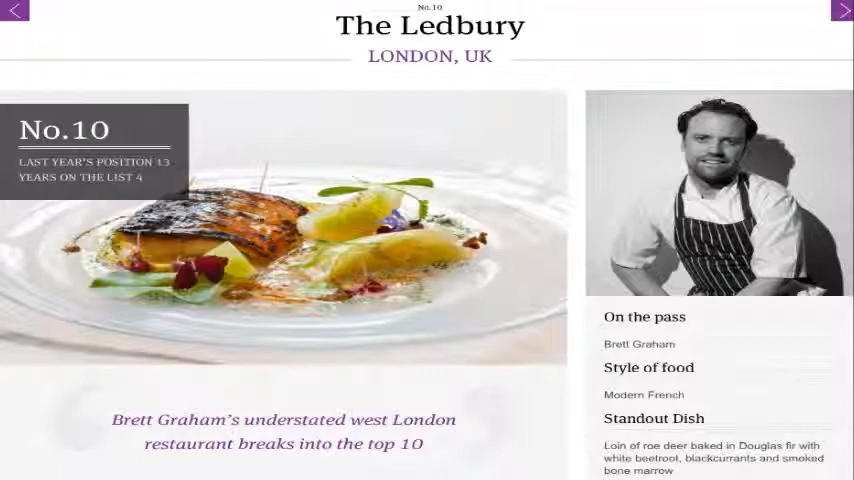 No.10
The Ledbury
LONDON, UK
No.10
LAST YEAR'S POSITION 13
YEARS ON THE LIST 4
On the pass
Brett Graham
Style of food
Modern French
Standout Dish
Loin of roe deer baked in Douglas fir with
white beetroot, blackcurrants and smoked
bone marrow
Brett Graham's understated west London
restaurant breaks into the top 10